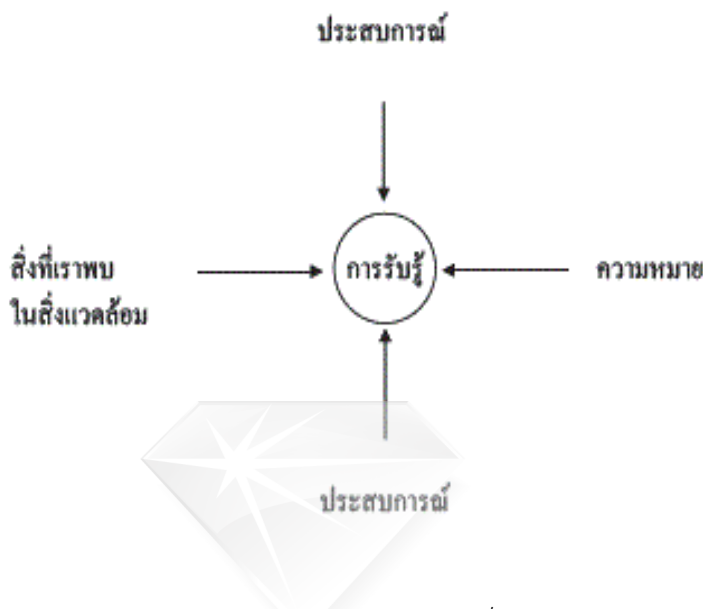 ประสบการณ์
สิ่งที่เราพบ
ในสิ่งแวดล้อม
การรับรู้
ความหมาย
ประสบการณ์